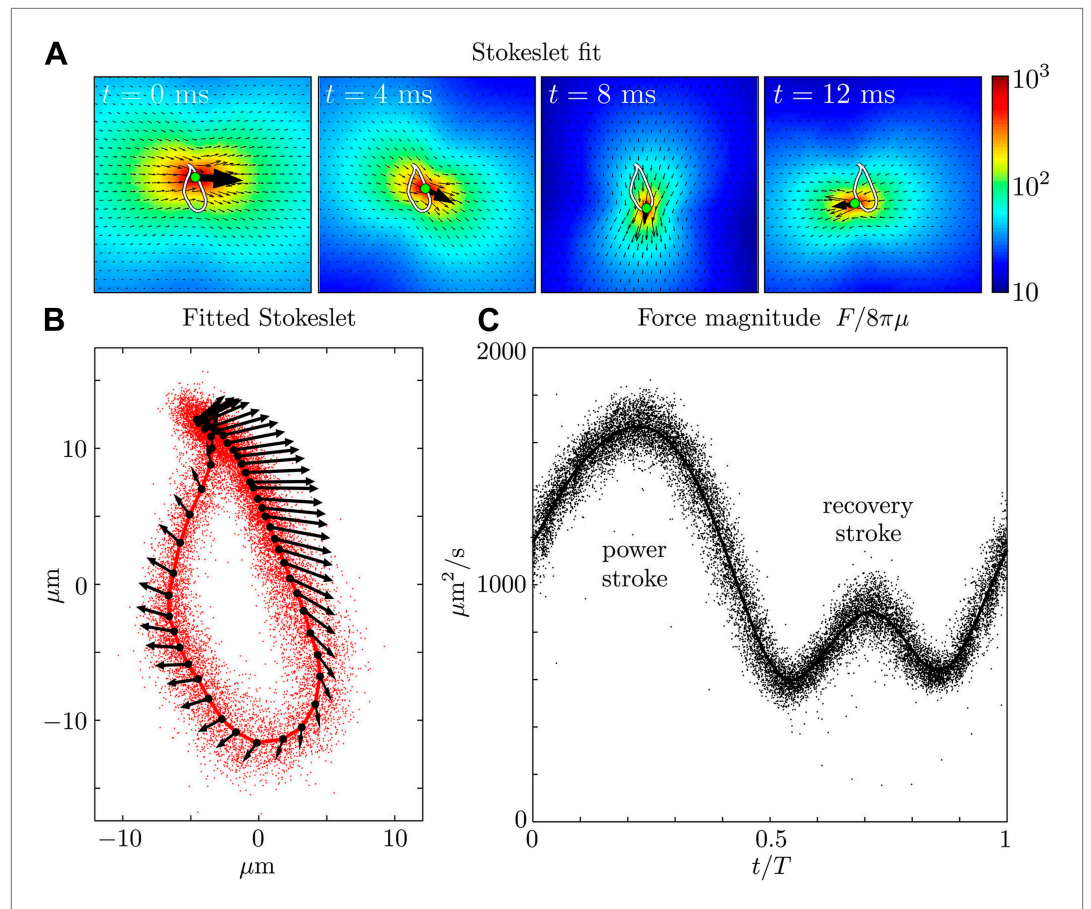 A
Stokeslet fit
t = 0 ms
t = 4 ms
t = 8 ms
t = 12 ms
10³
10²
10
B
Fitted Stokeslet
C
Force magnitude F/8πμ
10
0
−10
μm
−10
0
10
μm
2000
1000
0
μm²/s
power
stroke
recovery
stroke
0
0.5
1
t/T